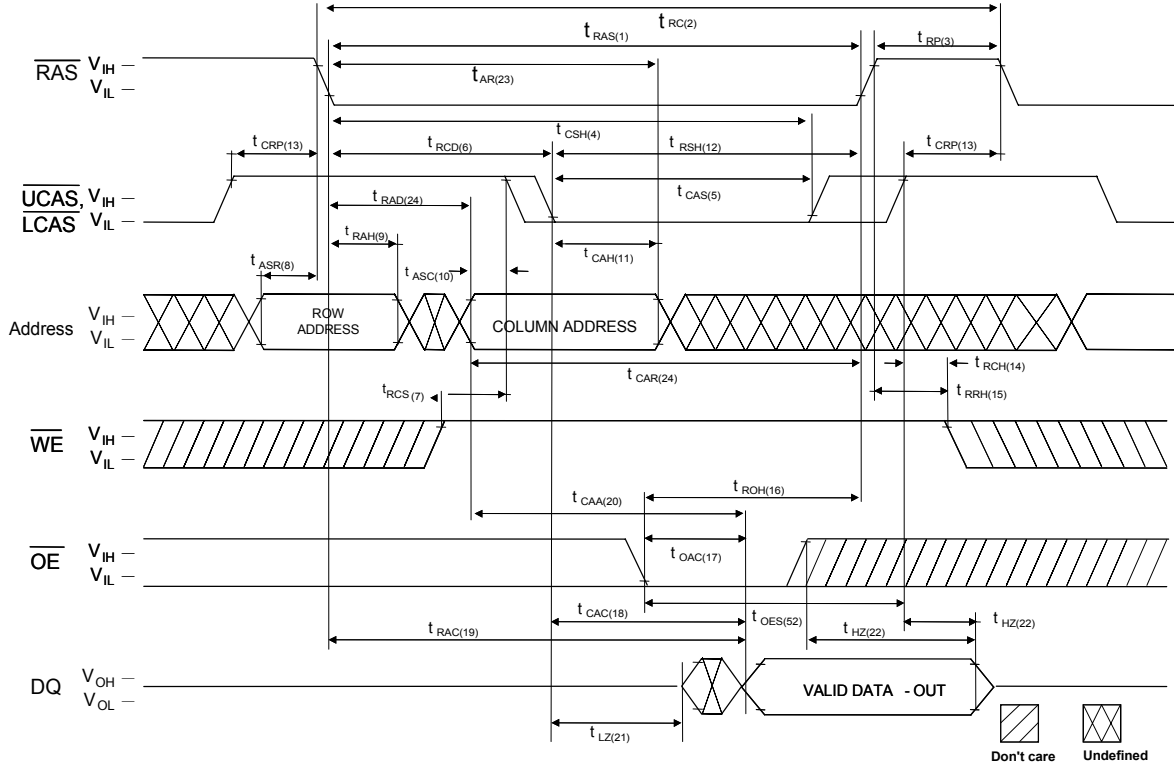 t RC(2)
t RAS(1)
t RP(3)
RAS V IH
V IL
t AR(23)
t CSH(4)
t CRP(13)
t RCD(6)
t RSH(12)
t CRP(13)
UCAS, V IH
LCAS V IL
t CAS(5)
t RAD(24)
t RAH(9)
t ASR(8)
t ASC(10)
t CAH(11)
Address
V IH
V IL
ROW
ADDRESS
COLUMN ADDRESS
t CAR(24)
t RCH(14)
t RCS (7)
t RRH(15)
WE V IH
V IL
t ROH(16)
t CAA(20)
OE V IH
V IL
t OAC(17)
t CAC(18)
t OES(52)
t RAC(19)
t HZ(22)
t HZ(22)
DQ V OH
V OL
VALID DATA - OUT
t LZ(21)
Don't care
Undefined